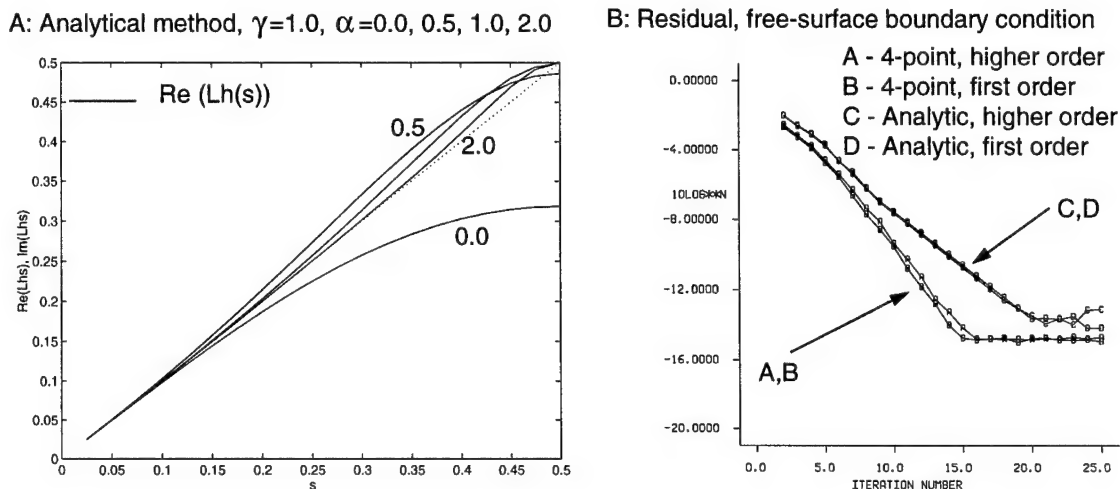 A: Analytical method, γ=1.0, α=0.0, 0.5, 1.0, 2.0
Re(Lhs), Im(Lhs)
0.5
0.45
0.4
0.35
0.3
0.25
0.2
0.15
0.1
0.05
0
Re (Lh(s))
0.5
2.0
0.0
0
0.05
0.1
0.15
0.2
0.25
0.3
0.35
0.4
0.45
0.5
s
B: Residual, free-surface boundary condition
A - 4-point, higher order
B - 4-point, first order
C - Analytic, higher order
D - Analytic, first order
0.00000
-4.00000
10LOG**N
-8.00000
-12.0000
-16.0000
-20.0000
C,D
A,B
0.0
5.0
10.0
15.0
20.0
25.0
ITERATION NUMBER